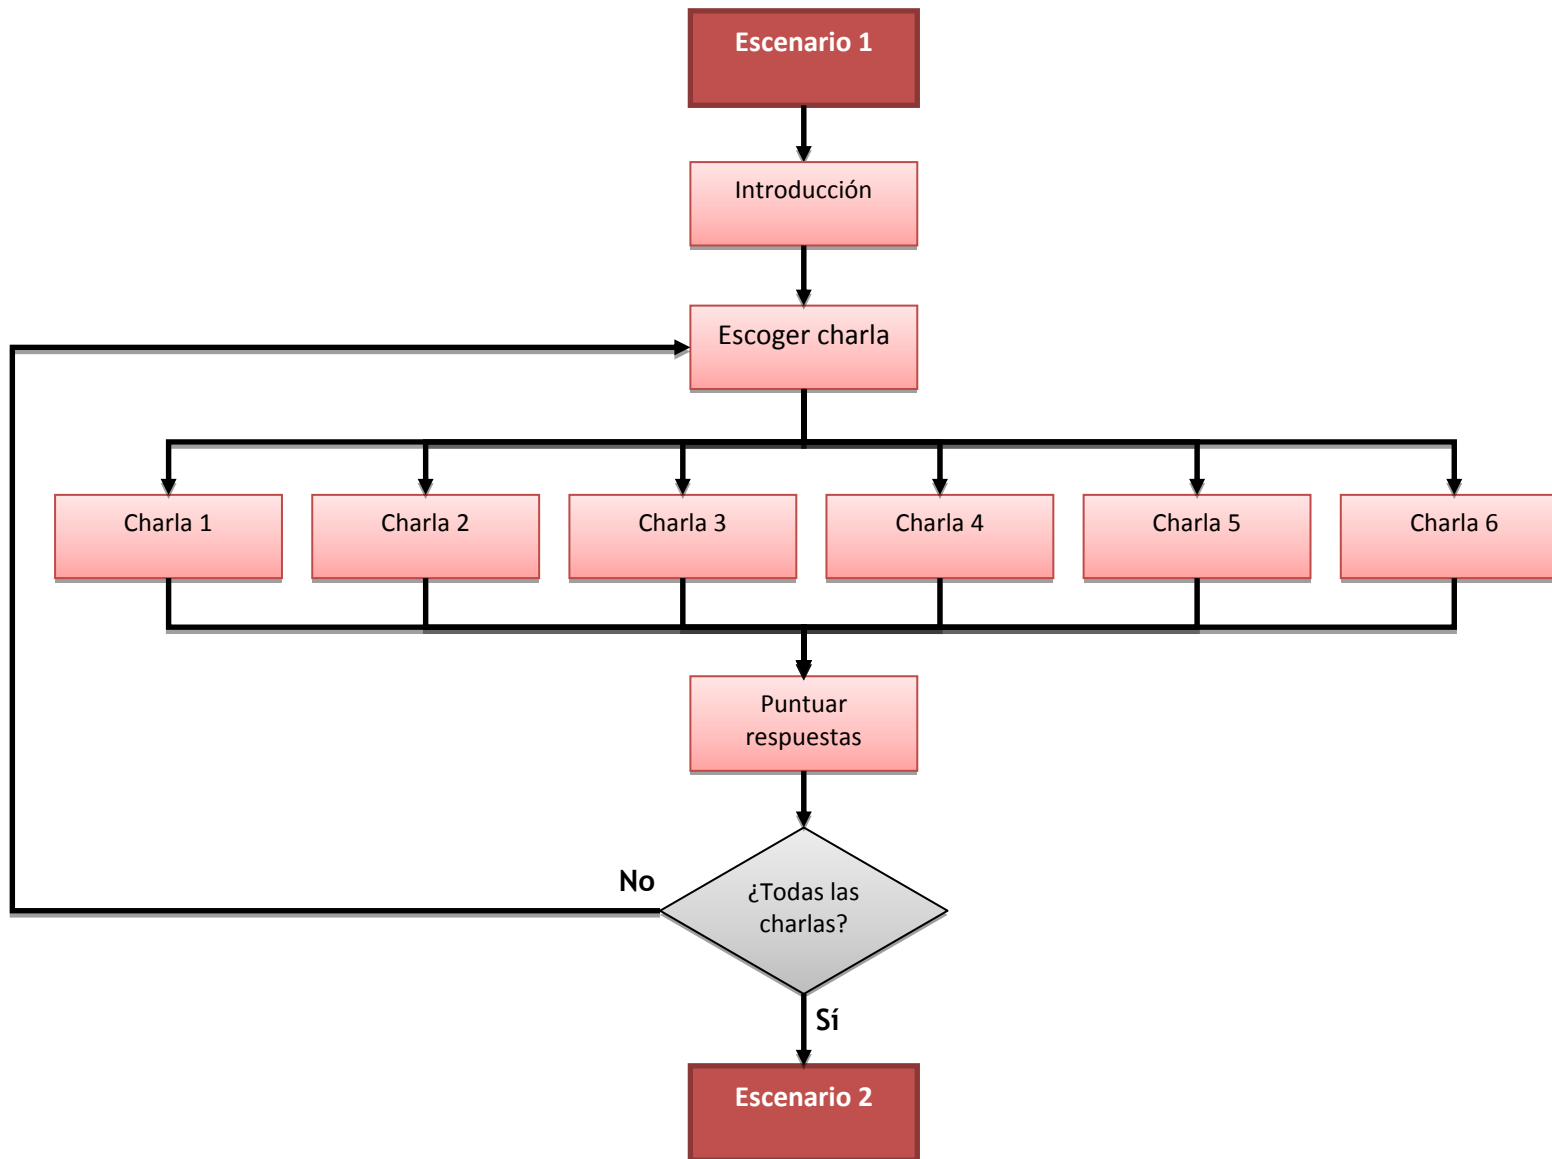 Escenario 1
Introducción
Escoger charla
Charla 1
Charla 2
Charla 3
Charla 4
Charla 5
Charla 6
Puntuar
respuestas
No
¿Todas las
charlas?
Sí
Escenario 2